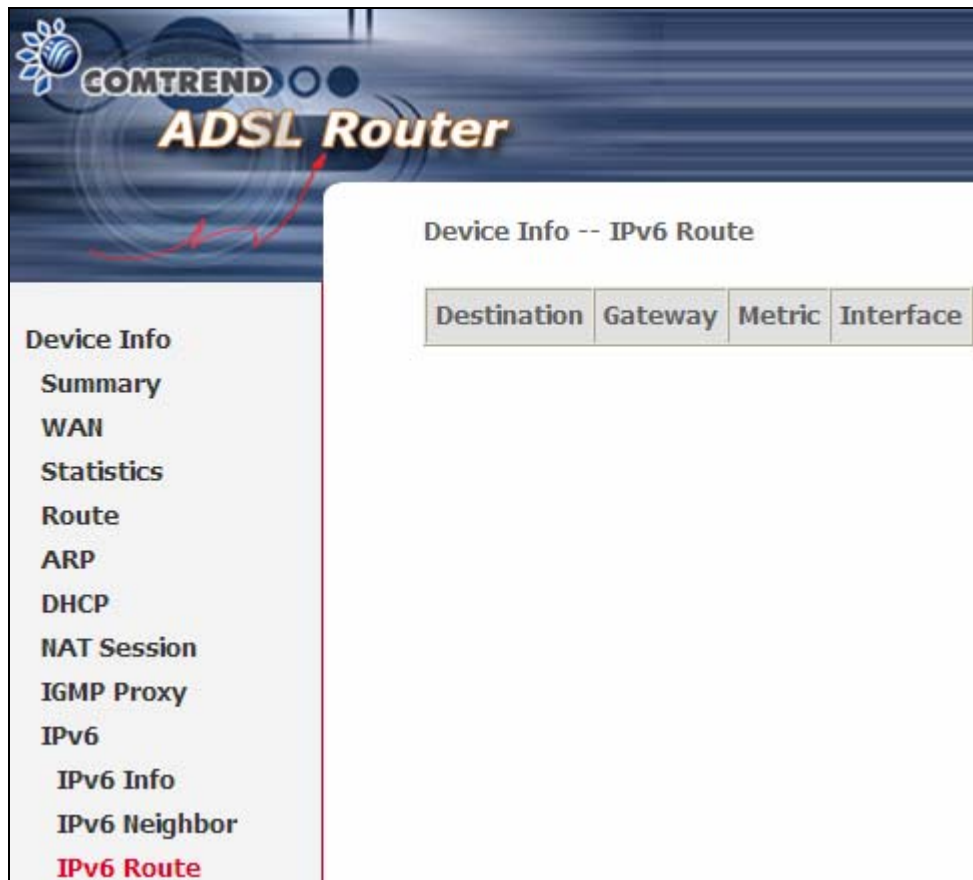 COMTREND
ADSL Router
Device Info -- IPv6 Route
Destination Gateway Metric Interface
Device Info
Summary
WAN
Statistics
Route
ARP
DHCP
NAT Session
IGMP Proxy
IPv6
IPv6 Info
IPv6 Neighbor
IPv6 Route